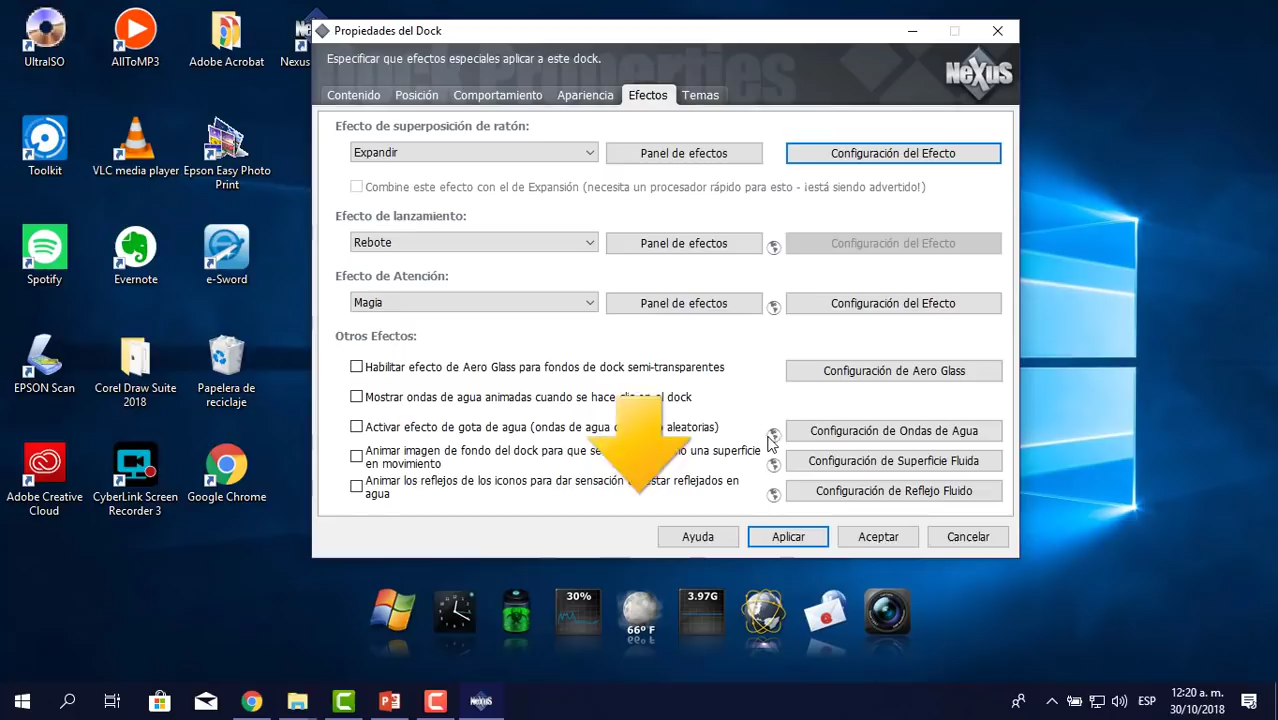 UltraISO
AllToMP3
Adobe Acrobat
Nexus
Toolkit
VLC media player
Epson Easy Photo
Print
Spotify
Evernote
e-Sword
EPSON Scan
Corel Draw Suite
2018
Papelera de
reciclaje
Adobe Creative
Cloud
CyberLink Screen
Recorder 3
Google Chrome
Propiedades del Dock
Especificar que efectos especiales aplicar a este dock.
NeXuS
Contenido Posición Comportamiento Apariencia Efectos Temas
Efecto de superposición de ratón:
Expandir Panel de efectos Configuración del Efecto
Combine este efecto con el de Expansión (necesita un procesador rápido para esto - ¡está siendo advertido!)
Efecto de lanzamiento:
Rebote Panel de efectos Configuración del Efecto
Efecto de Atención:
Magia Panel de efectos Configuración del Efecto
Otros Efectos:
Habilitar efecto de Aero Glass para fondos de dock semi-transparentes Configuración de Aero Glass
Mostrar ondas de agua animadas cuando se hace clic en el dock
Activar efecto de gota de agua (ondas de agua aleatorias) Configuración de Ondas de Agua
Animar imagen de fondo del dock para que una superficie
en movimiento Configuración de Superficie Fluida
Animar los reflejos de los iconos para dar sensación estar reflejados en
agua Configuración de Reflejo Fluido
Ayuda Aplicar Aceptar Cancelar
30% 3.97G
66º F
ESP
12:20 a. m.
30/10/2018